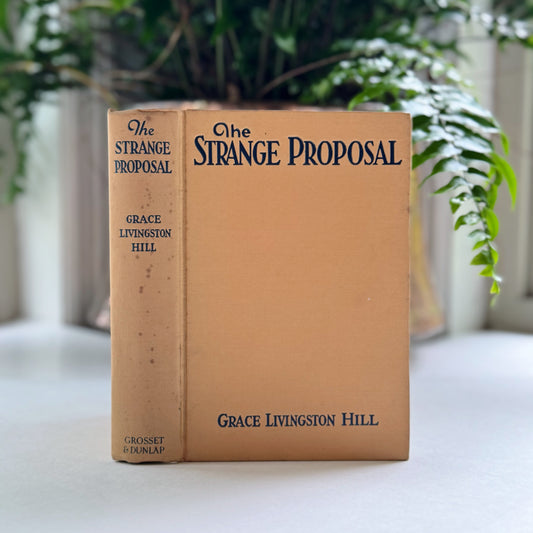 The
STRANGE
PROPOSAL
GRACE
LIVINGSTON
HILL
GROSSET
& DUNLAP
The
STRANGE PROPOSAL
GRACE LIVINGSTON HILL